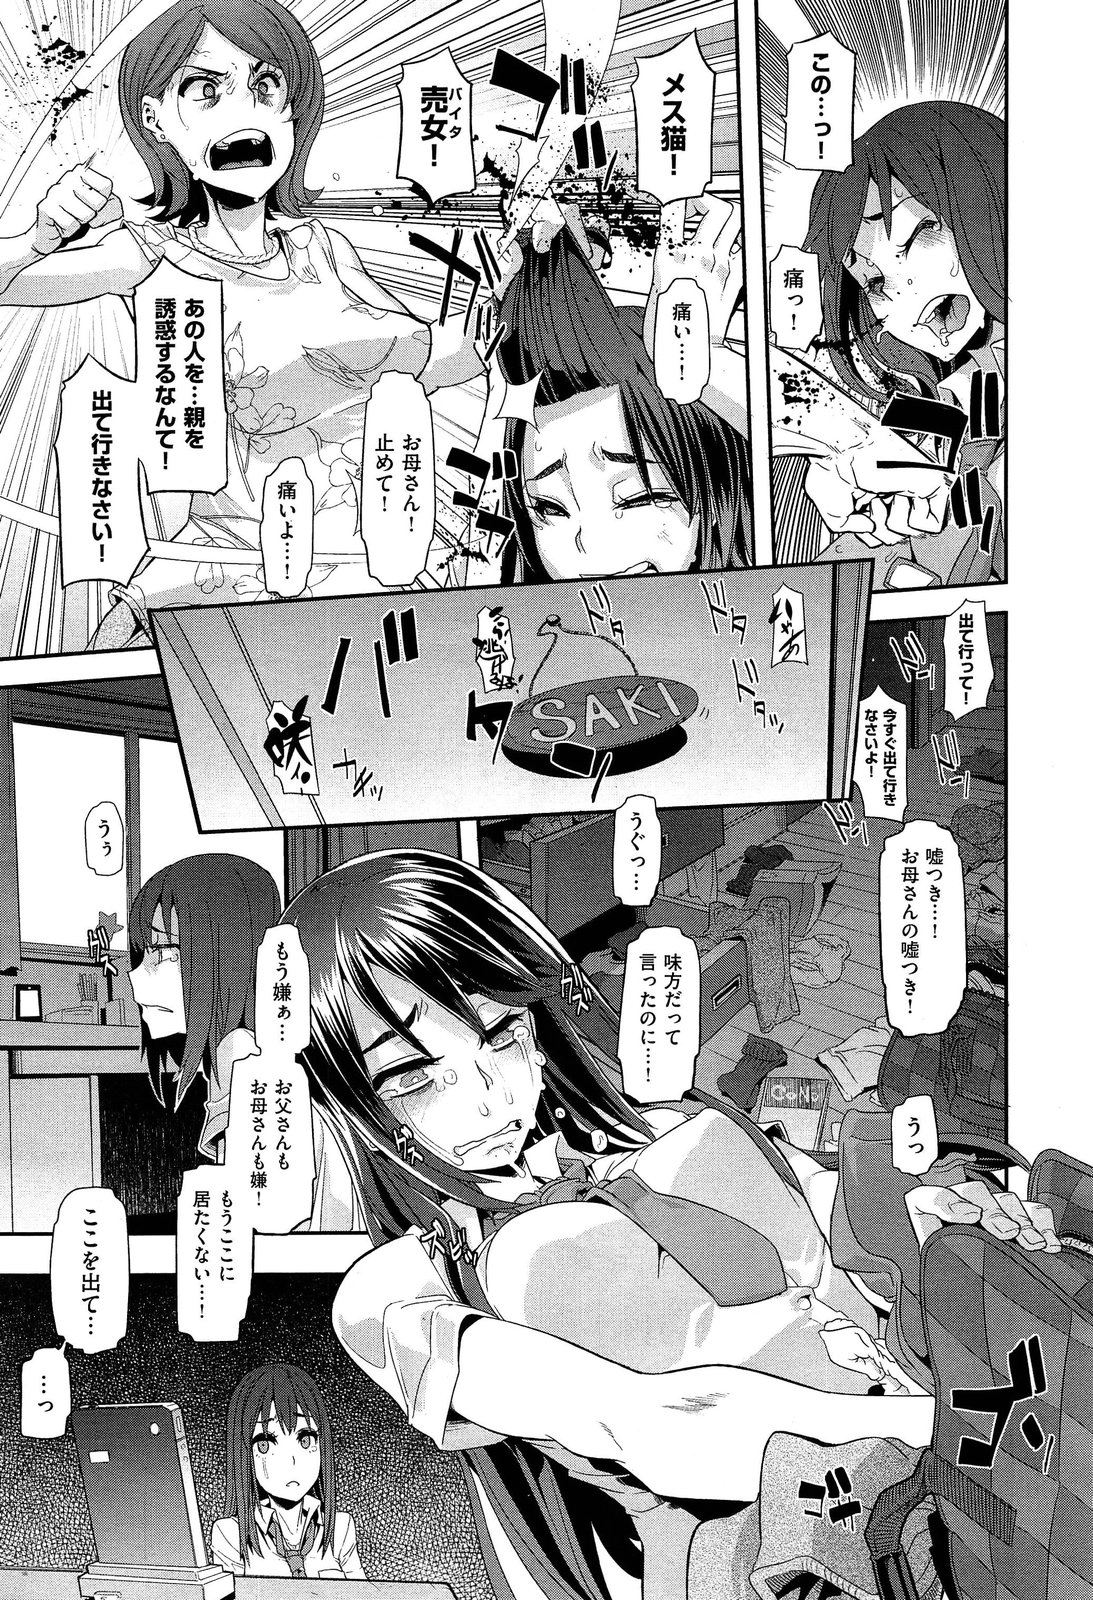 この…っ!
痛っ!
メス猫!
痛い…!
バイタ
売女!
お母さん!
止めて!
あの人を…親を
誘惑するなんて!
出て行きなさい!
痛いよ…!
SAKI
咲ィ!
出て行って!
今すぐ出て行き
なさいよ!
嘘つき…!
お母さんの嘘つき!
うぐっ…
味方だって
言ったのに…!
うっ
CoNo
うぅ
もう嫌ぁ…
お父さんも
お母さんも嫌!
もうここに
居たくない…!
ここを出て…
…っ